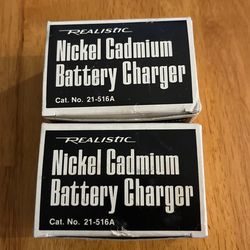 REALISTIC
Nickel Cadmium
Battery Charger
Cat. No. 21-516A
REALISTIC
Nickel Cadmium
Battery Charger
Cat. No. 21-516A